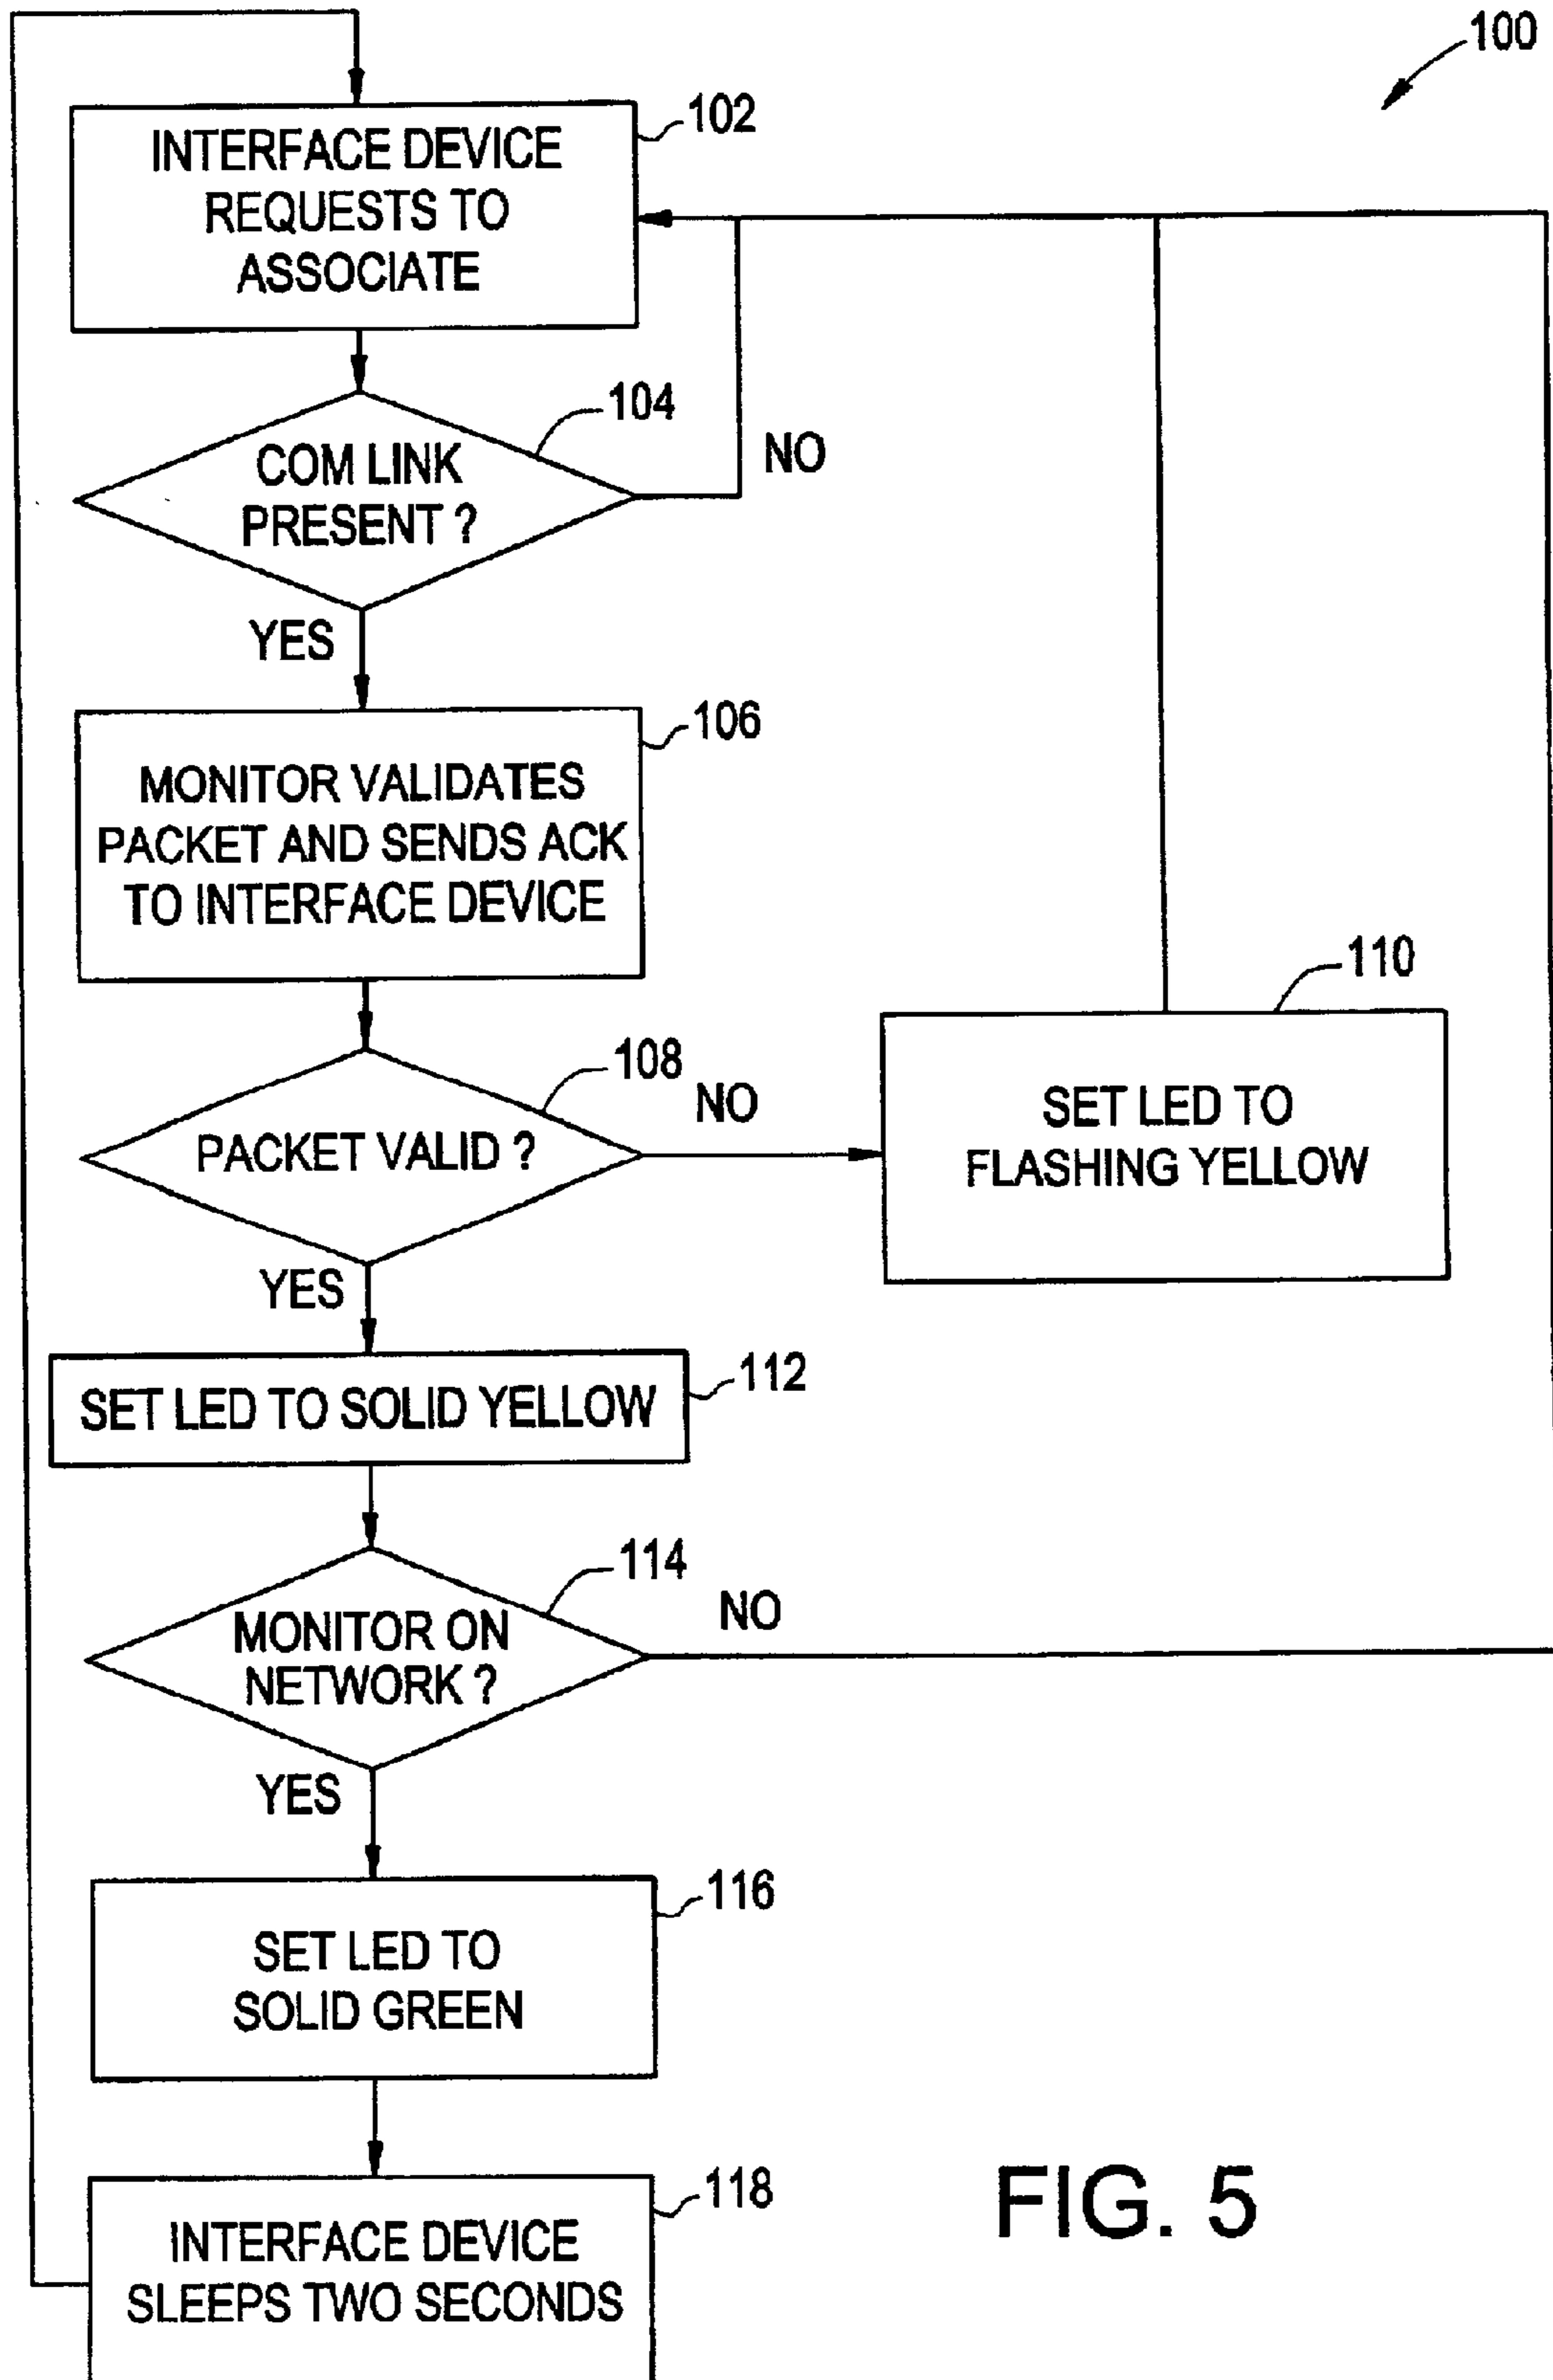 100
102
INTERFACE DEVICE
REQUESTS TO
ASSOCIATE
104
COM LINK
PRESENT ?
NO
YES
106
MONITOR VALIDATES
PACKET AND SENDS ACK
TO INTERFACE DEVICE
108
PACKET VALID ?
NO
110
SET LED TO
FLASHING YELLOW
YES
112
SET LED TO SOLID YELLOW
114
MONITOR ON
NETWORK ?
NO
YES
116
SET LED TO
SOLID GREEN
118
INTERFACE DEVICE
SLEEPS TWO SECONDS
FIG. 5